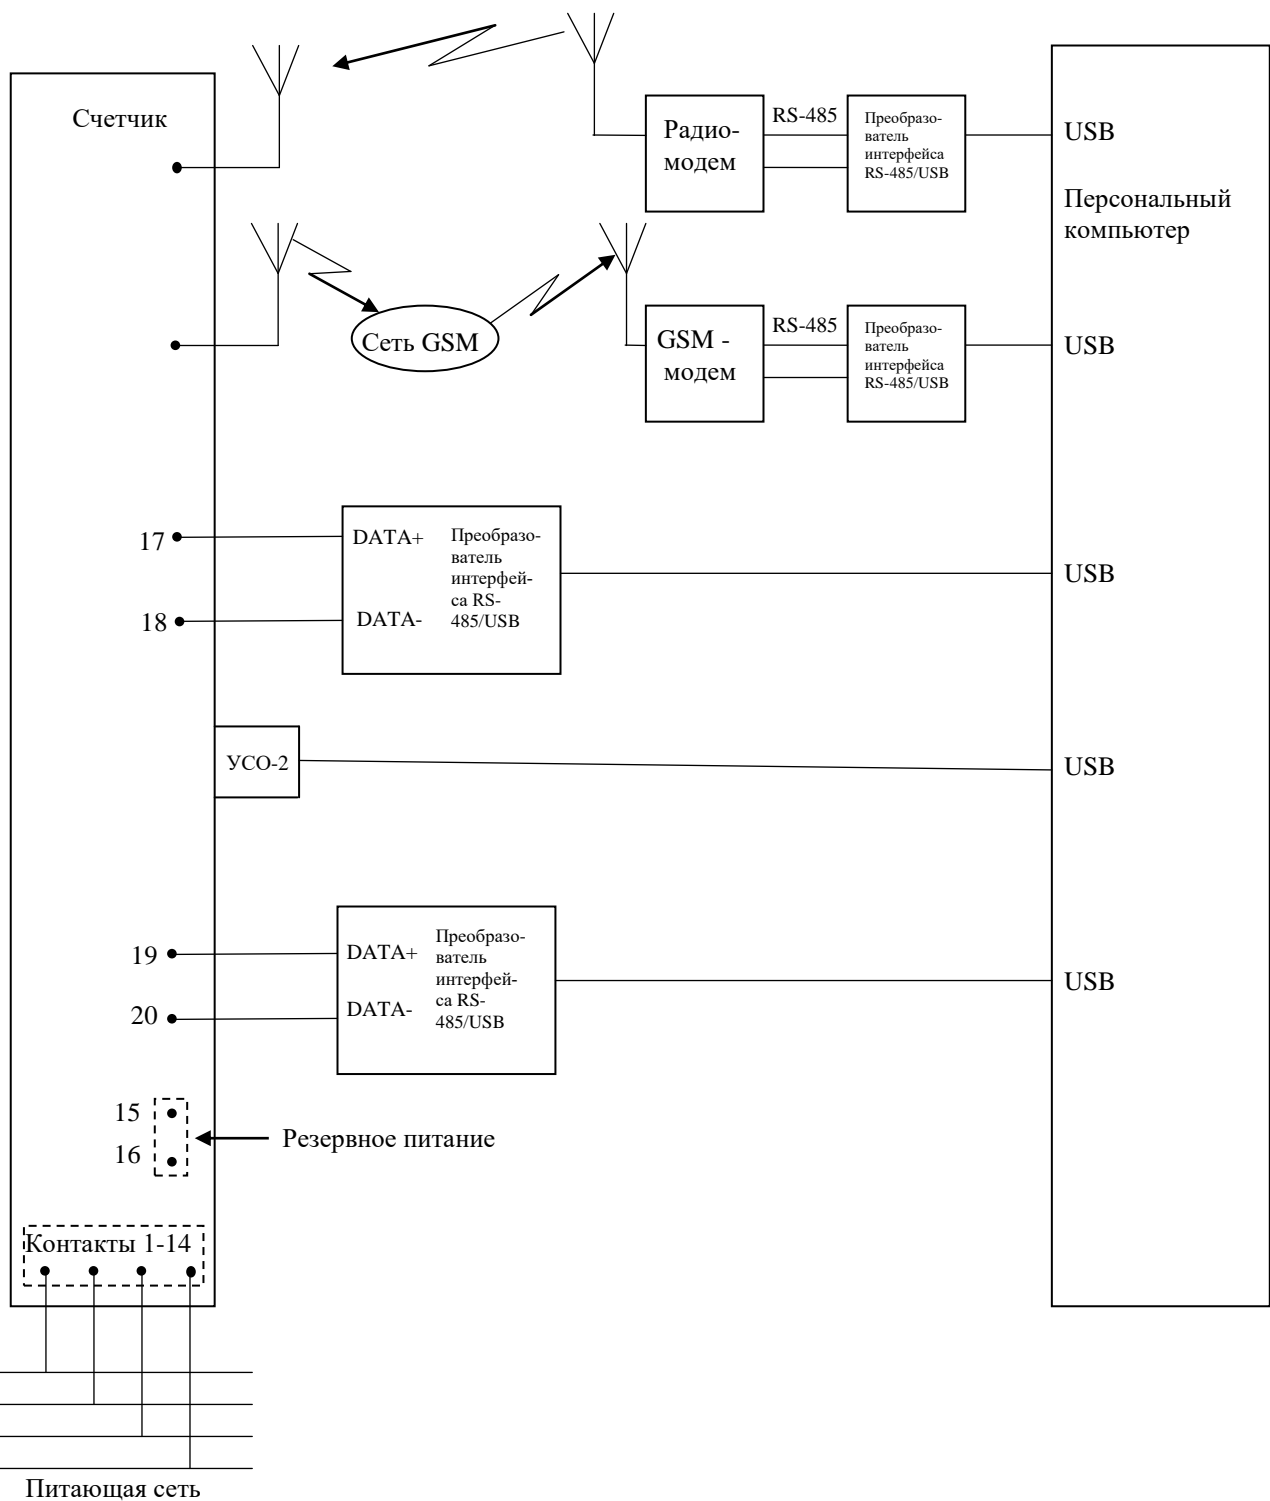 Счетчик
Радио-
модем
RS-485
Преобразо-
ватель
интерфейса
RS-485/USB
USB
Персональный
компьютер
Сеть GSM
GSM -
модем
RS-485
Преобразо-
ватель
интерфейса
RS-485/USB
USB
17
DATA+
18
DATA-
Преобразо-
ватель
интерфей-
са RS-
485/USB
USB
УСО-2
USB
19
DATA+
20
DATA-
Преобразо-
ватель
интерфей-
са RS-
485/USB
USB
15
16
Резервное питание
Контакты 1-14
Питающая сеть